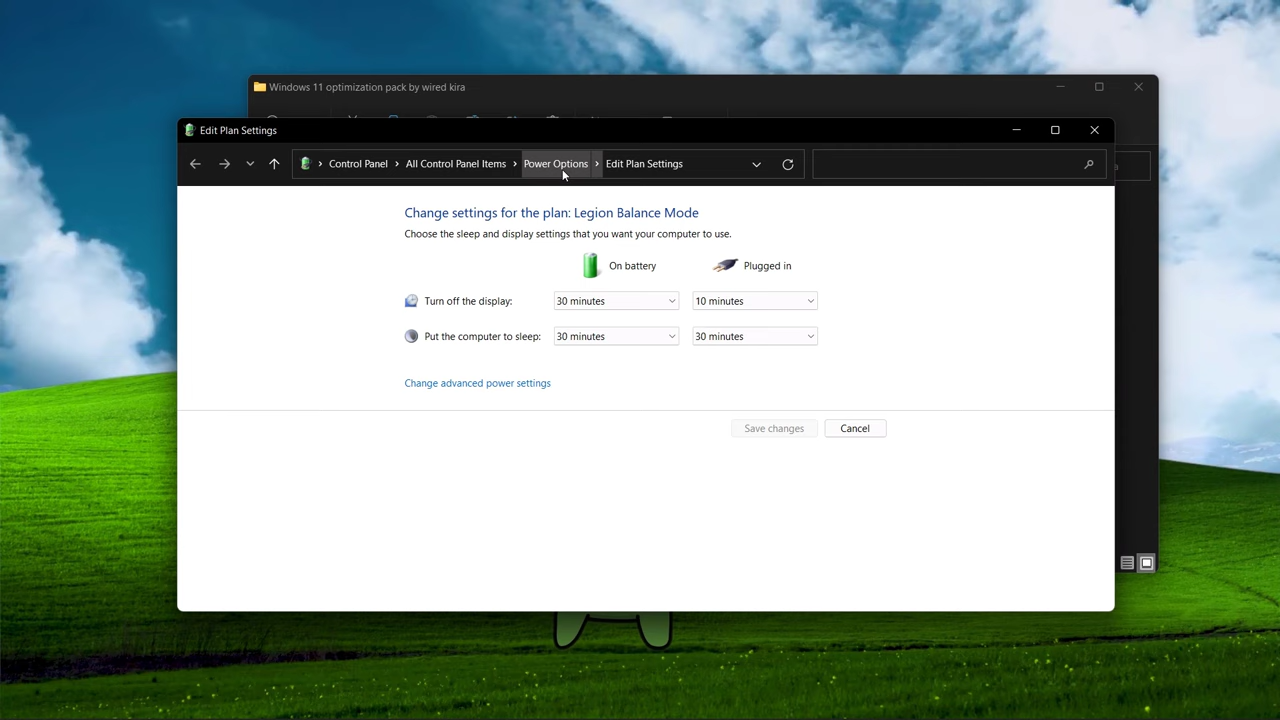 Windows 11 optimization pack by wired kira
Edit Plan Settings
Control Panel All Control Panel Items Power Options Edit Plan Settings
Change settings for the plan: Legion Balance Mode
Choose the sleep and display settings that you want your computer to use.
On battery Plugged in
Turn off the display: 30 minutes 10 minutes
Put the computer to sleep: 30 minutes 30 minutes
Change advanced power settings
Save changes Cancel